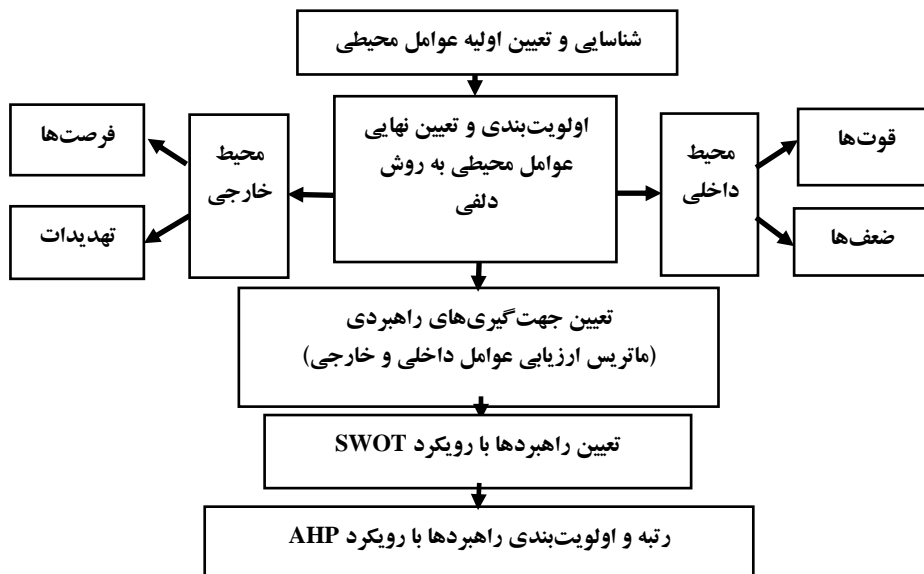 شناسایی و تعیین اولیه عوامل محیطی
اولویت‌بندی و تعیین نهایی
عوامل محیطی به روش
دلفی
محیط
داخلی
قوت‌ها
ضعف‌ها
محیط
خارجی
فرصت‌ها
تهدیدات
تعیین جهت‌گیری‌های راهبردی
(ماتریس ارزیابی عوامل داخلی و خارجی)
تعیین راهبردها با رویکرد SWOT
رتبه و اولویت‌بندی راهبردها با رویکرد AHP